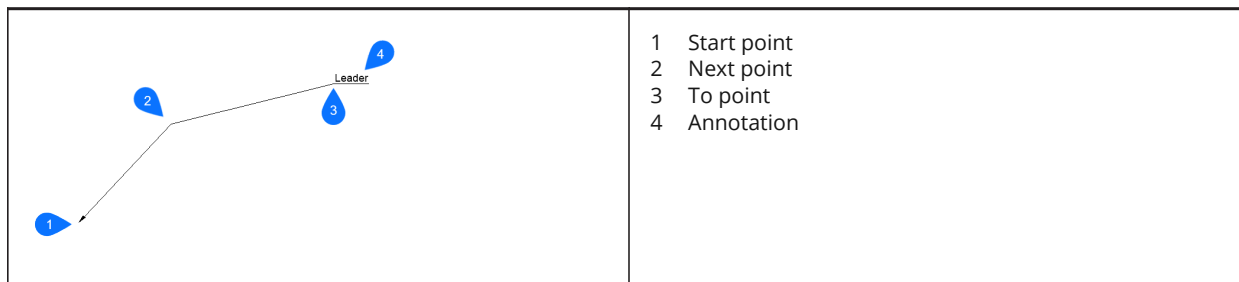 4
Leader
2
3
1
1 Start point
2 Next point
3 To point
4 Annotation